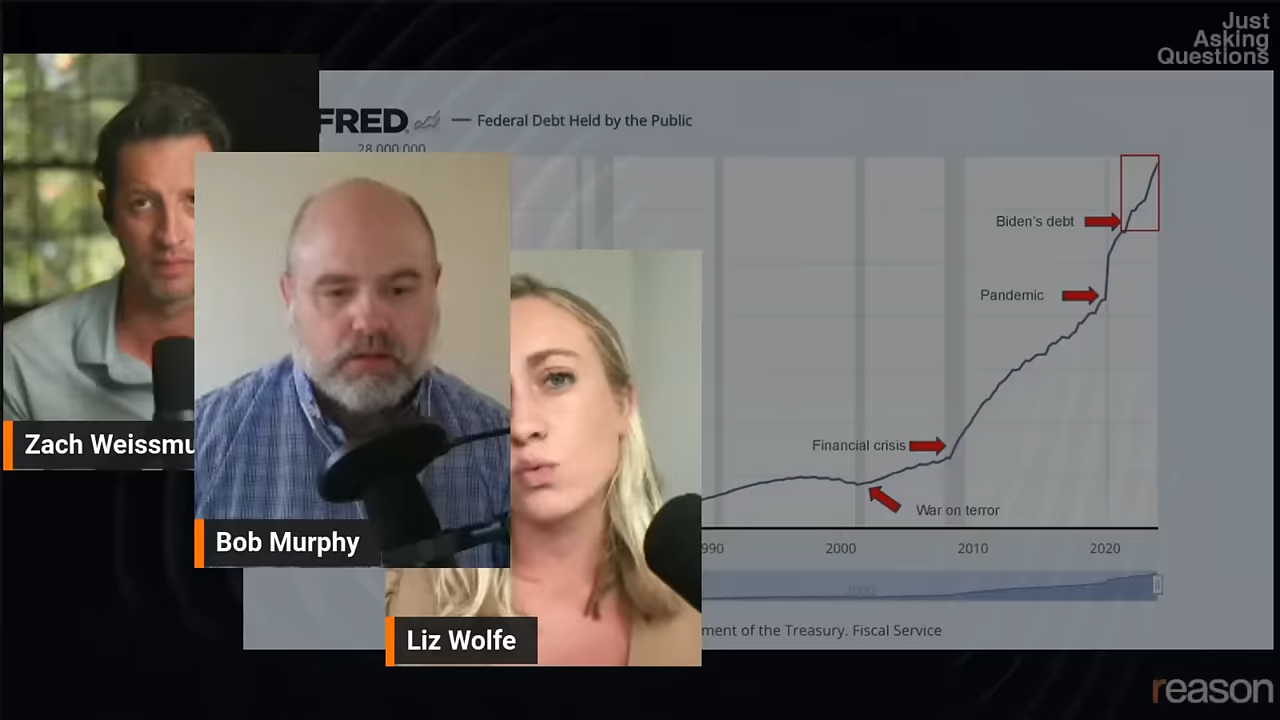 Just
Asking
Questions
FRED
Federal Debt Held by the Public
28,000,000
Biden's debt
Pandemic
Financial crisis
War on terror
990
2000
2010
2020
2000
ment of the Treasury. Fiscal Service
Zach Weissmu
Bob Murphy
Liz Wolfe
reason